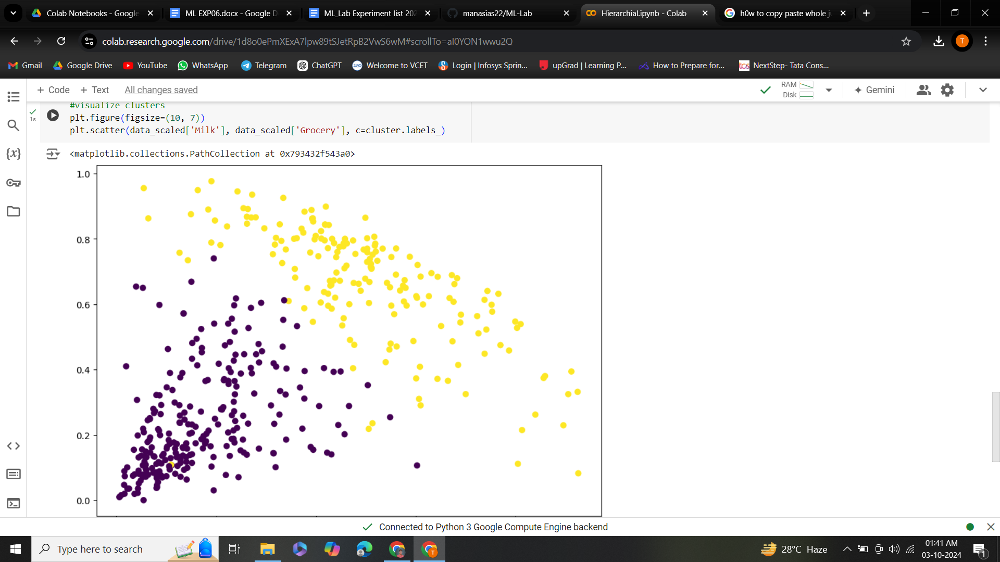 Colab Notebooks - Google
ML EXP06.docx - Google D
ML_Lab Experiment list 202
manasias22/ML-Lab
Hierarchial.ipynb - Colab
h0w to copy paste whole ju
colab.research.google.com/drive/1d8o0ePmXExA7lpw89tSJetRpB2VwS6wM#scrollTo=aI0YON1wwu2Q
T
Gmail
Google Drive
YouTube
WhatsApp
Telegram
ChatGPT
Welcome to VCET
Login | Infosys Sprin...
upGrad | Learning P...
How to Prepare for...
tcs
NextStep- Tata Cons...
+ Code
+ Text
All changes saved
RAM
Disk
Gemini
1s
#visualize clusters
plt.figure(figsize=(10, 7))
plt.scatter(data_scaled['Milk'], data_scaled['Grocery'], c=cluster.labels_)
{x}
<matplotlib.collections.PathCollection at 0x793432f543a0>
1.0
0.8
0.6
0.4
0.2
0.0
Connected to Python 3 Google Compute Engine backend
Type here to search
T
28°C Haze
01:41 AM
03-10-2024
1